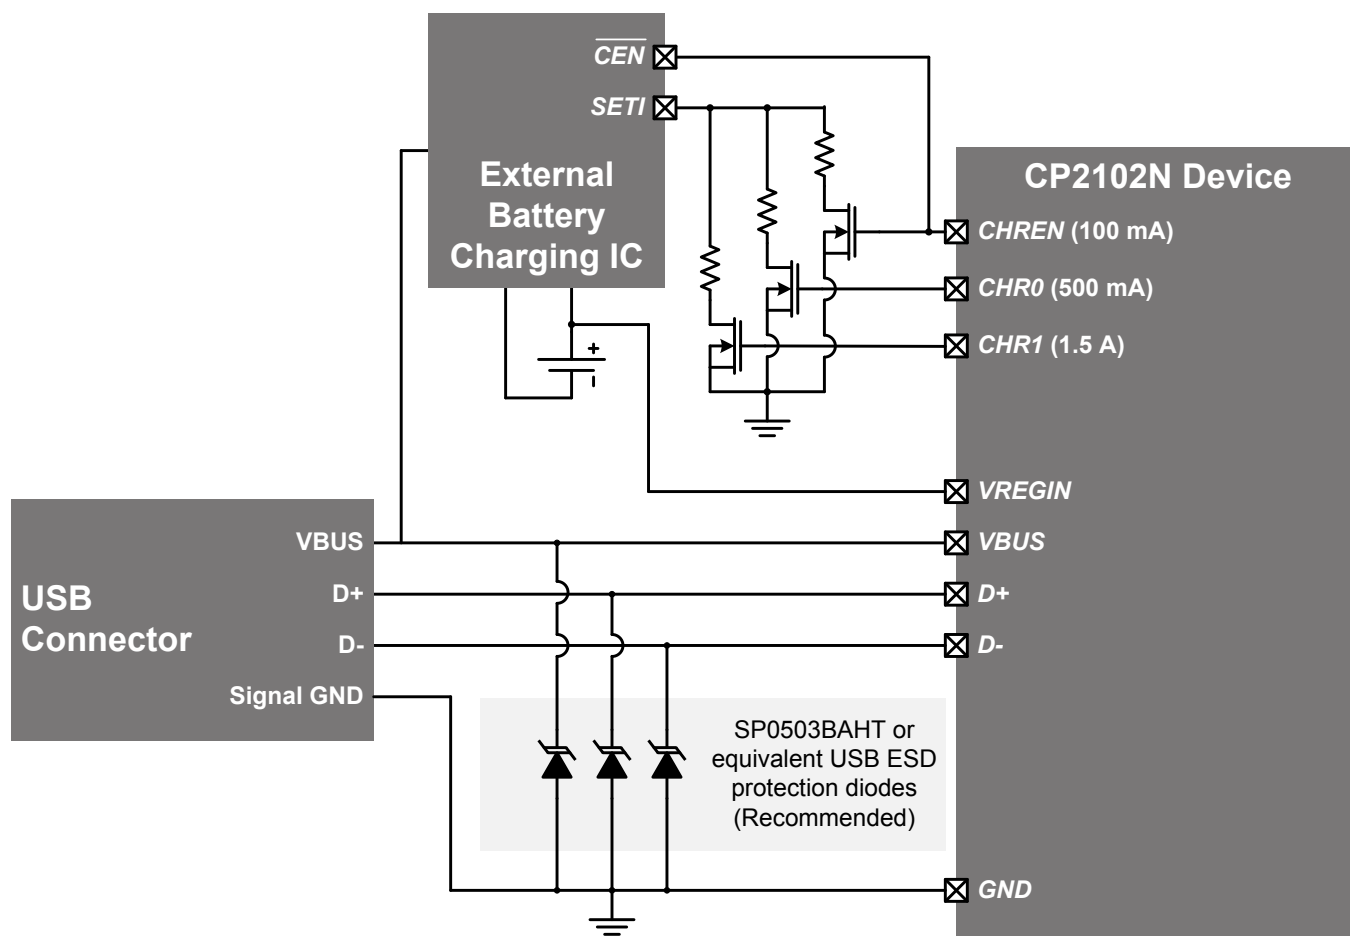 CEN
SETI
External
Battery
Charging IC
CP2102N Device
CHREN (100 mA)
CHR0 (500 mA)
CHR1 (1.5 A)
+
-
VREGIN
VBUS
D+
D-
GND
USB
Connector
VBUS
D+
D-
Signal GND
SP0503BAHT or
equivalent USB ESD
protection diodes
(Recommended)